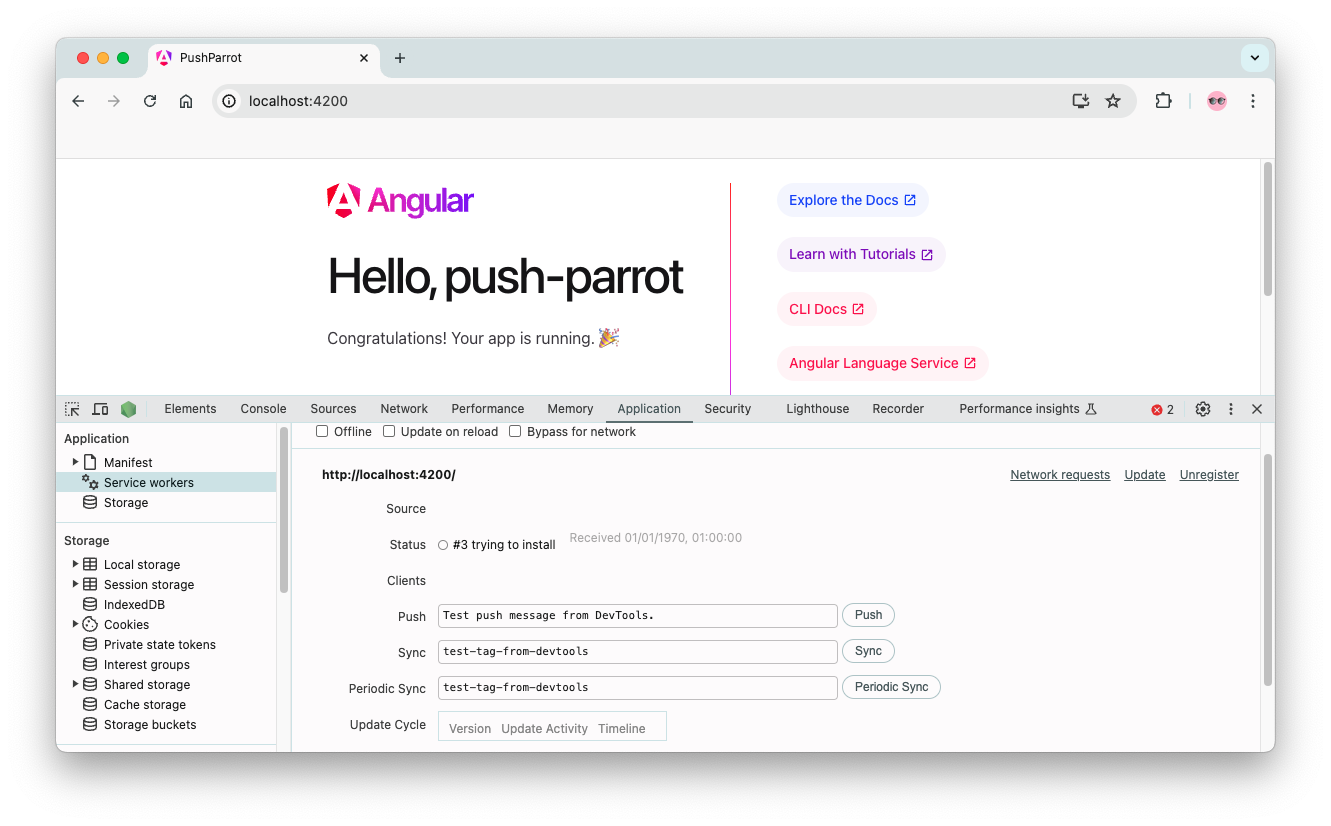 PushParrot
localhost:4200
Angular
Hello, push-parrot
Congratulations! Your app is running. 🎉
Explore the Docs
Learn with Tutorials
CLI Docs
Angular Language Service
Elements Console Sources Network Performance Memory Application Security Lighthouse Recorder Performance insights 2
Application
Manifest
Service workers
Storage
Storage
Local storage
Session storage
IndexedDB
Cookies
Private state tokens
Interest groups
Shared storage
Cache storage
Storage buckets
Offline Update on reload Bypass for network
http://localhost:4200/ Network requests Update Unregister
Source
Status #3 trying to install Received 01/01/1970, 01:00:00
Clients
Push Test push message from DevTools. Push
Sync test-tag-from-devtools Sync
Periodic Sync test-tag-from-devtools Periodic Sync
Update Cycle Version Update Activity Timeline